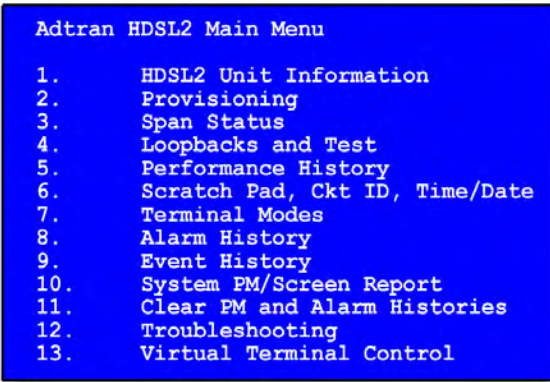 Adtran HDSL2 Main Menu
1. HDSL2 Unit Information
2. Provisioning
3. Span Status
4. Loopbacks and Test
5. Performance History
6. Scratch Pad, Ckt ID, Time/Date
7. Terminal Modes
8. Alarm History
9. Event History
10. System PM/Screen Report
11. Clear PM and Alarm Histories
12. Troubleshooting
13. Virtual Terminal Control